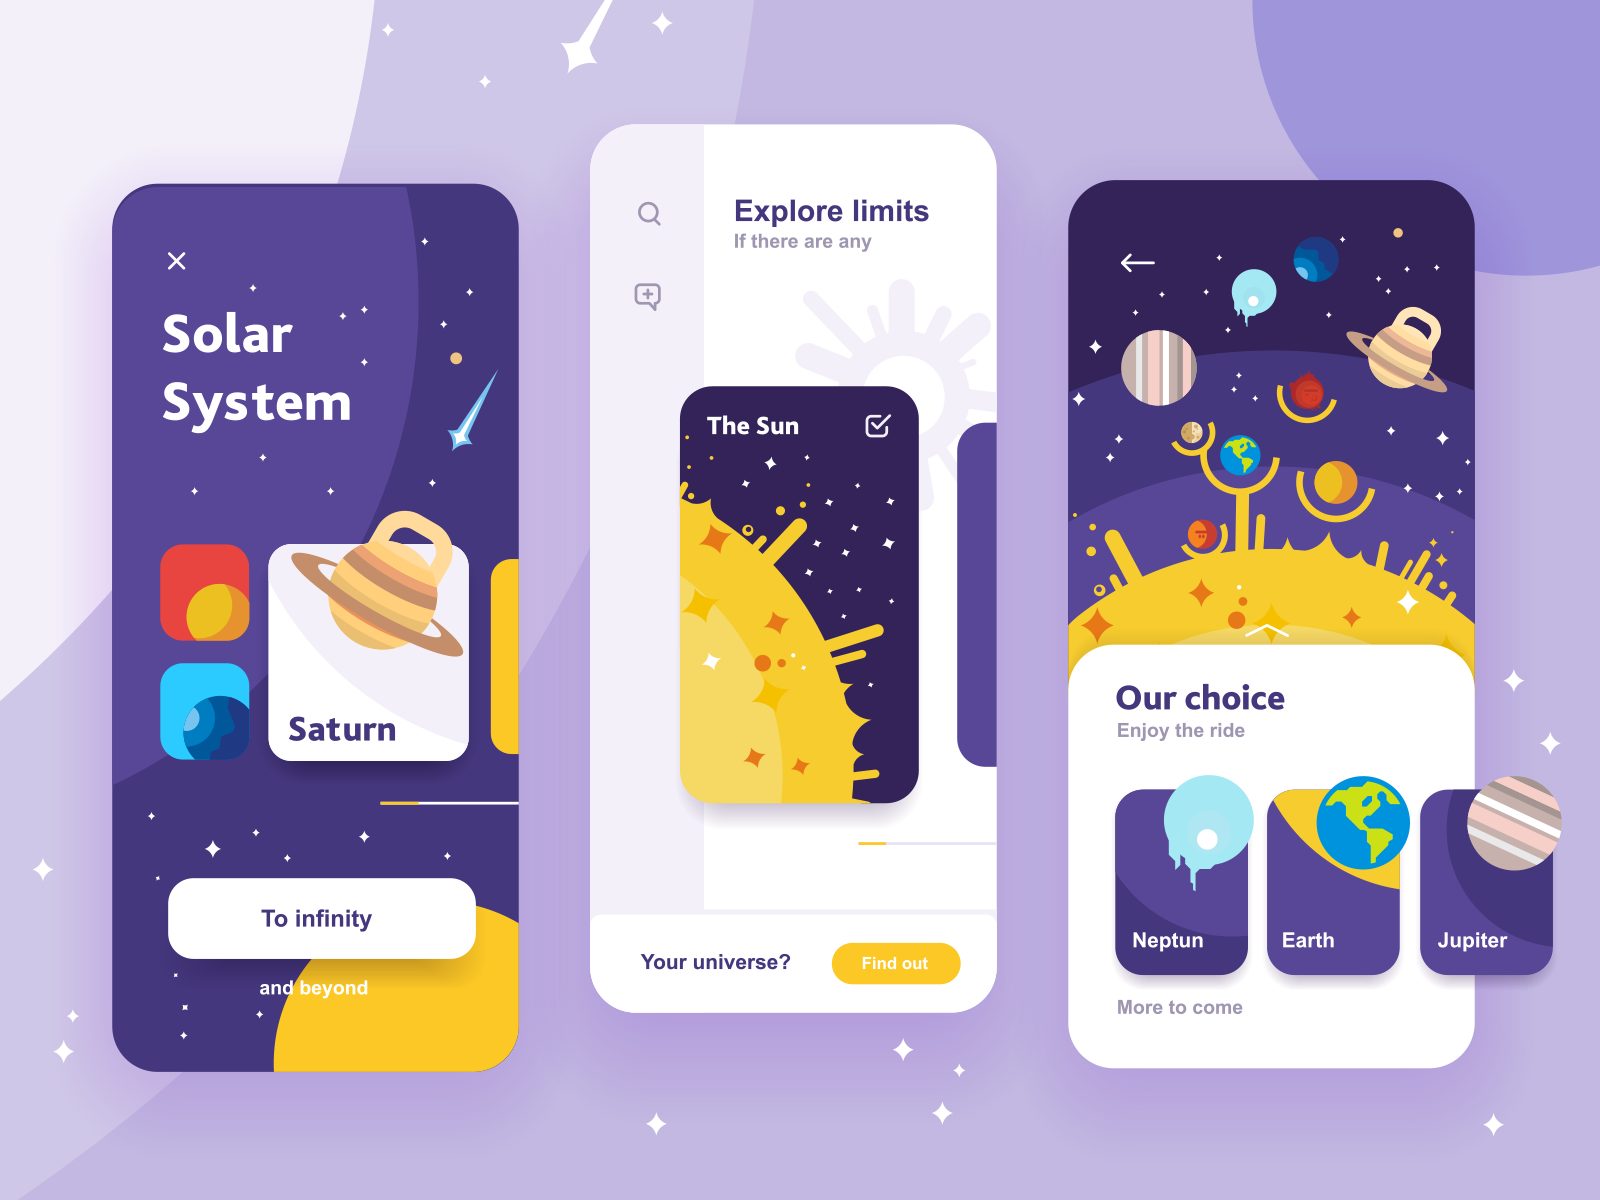 Solar
System
Saturn
To infinity
and beyond
Explore limits
If there are any
The Sun
Your universe?
Find out
Our choice
Enjoy the ride
Neptun
Earth
Jupiter
More to come